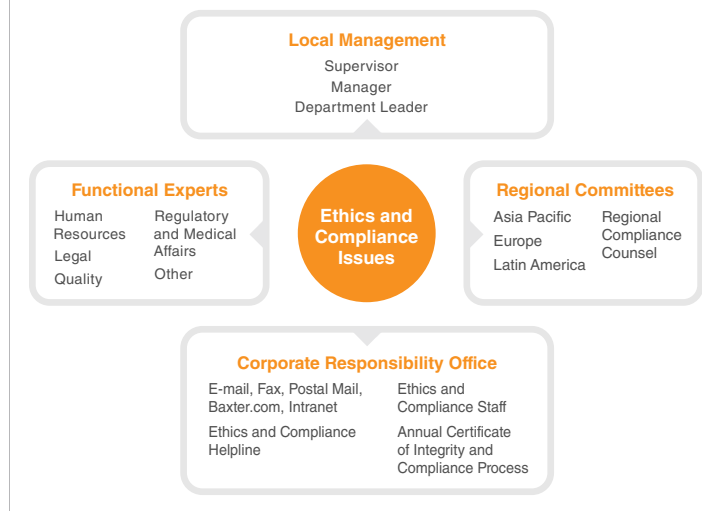 Local Management
Supervisor
Manager
Department Leader
Functional Experts
Human
Resources
Legal
Quality
Regulatory
and Medical
Affairs
Other
Ethics and
Compliance
Issues
Regional Committees
Asia Pacific
Europe
Latin America
Regional
Compliance
Counsel
Corporate Responsibility Office
E-mail, Fax, Postal Mail,
Baxter.com, Intranet
Ethics and Compliance
Helpline
Ethics and
Compliance Staff
Annual Certificate
of Integrity and
Compliance Process